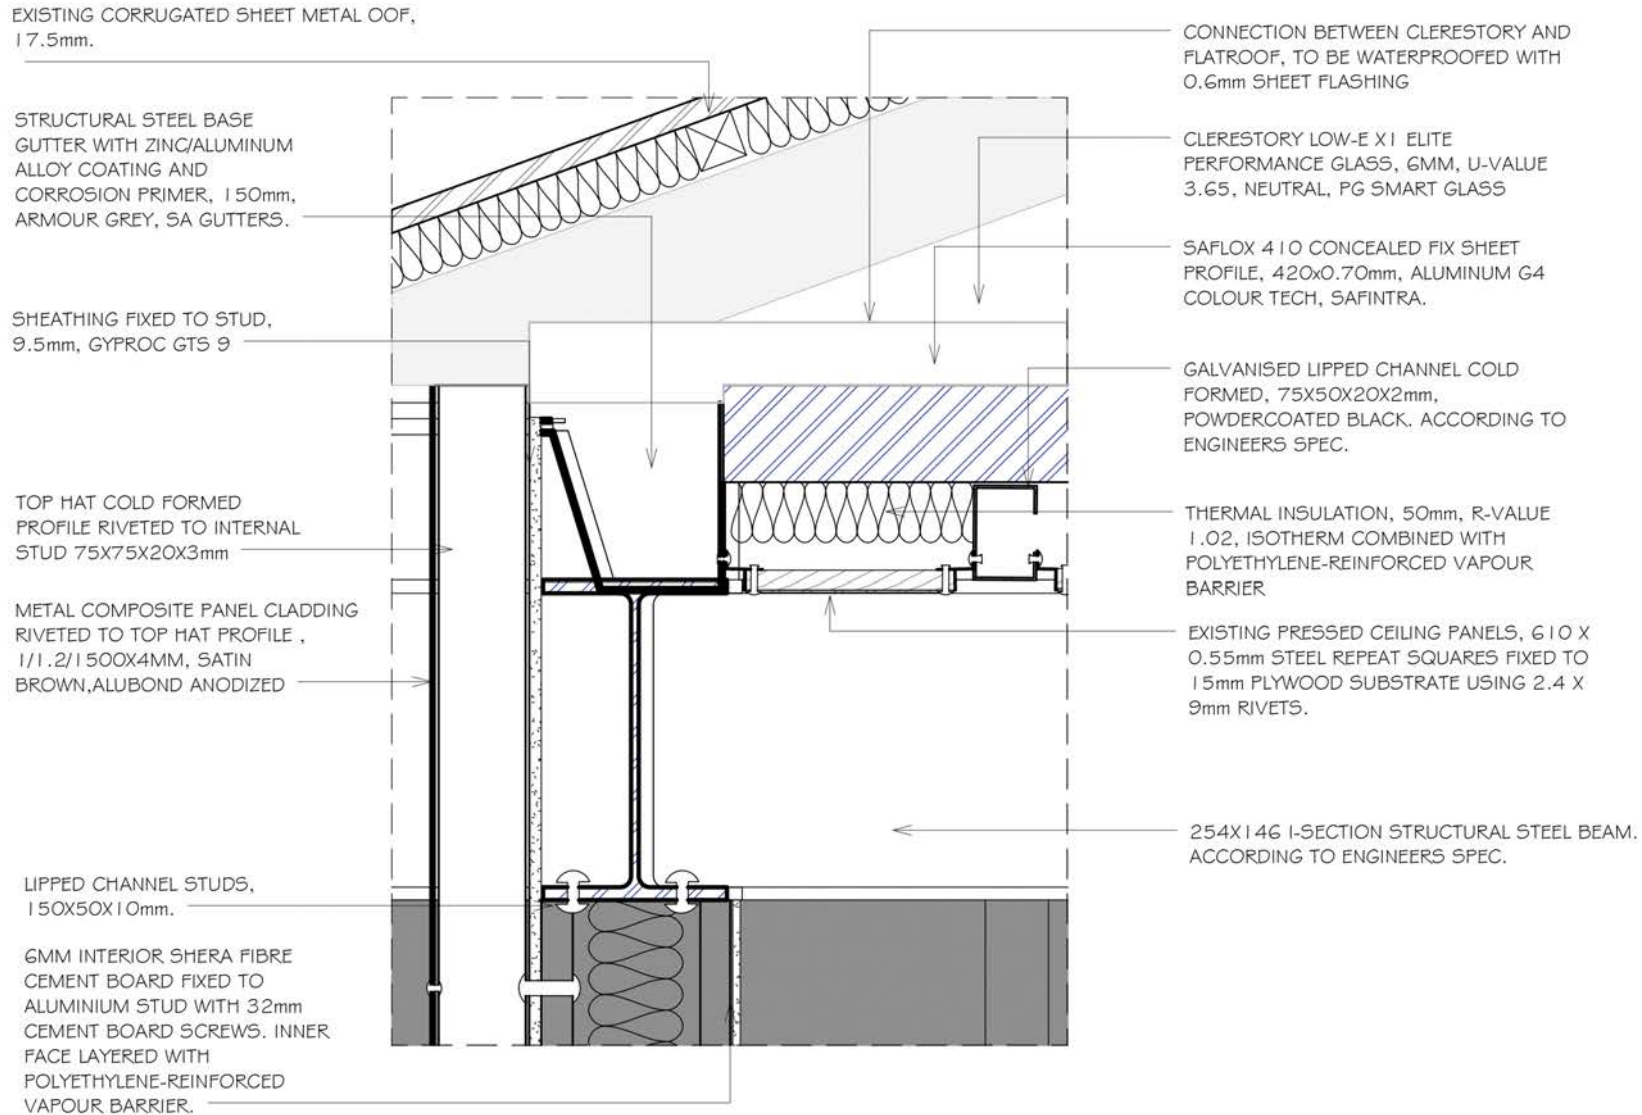 EXISTING CORRUGATED SHEET METAL OOF,
17.5mm.
STRUCTURAL STEEL BASE
GUTTER WITH ZINC/ALUMINUM
ALLOY COATING AND
CORROSION PRIMER, 150mm,
ARMOUR GREY, SA GUTTERS.
SHEATHING FIXED TO STUD,
9.5mm, GYPROC GTS 9
TOP HAT COLD FORMED
PROFILE RIVETED TO INTERNAL
STUD 75X75X20X3mm
METAL COMPOSITE PANEL CLADDING
RIVETED TO TOP HAT PROFILE ,
1/1.2/1500X4MM, SATIN
BROWN,ALUBOND ANODIZED
LIPPED CHANNEL STUDS,
150X50X10mm.
6MM INTERIOR SHERA FIBRE
CEMENT BOARD FIXED TO
ALUMINIUM STUD WITH 32mm
CEMENT BOARD SCREWS. INNER
FACE LAYERED WITH
POLYETHYLENE-REINFORCED
VAPOUR BARRIER.
CONNECTION BETWEEN CLERESTORY AND
FLATROOF, TO BE WATERPROOFED WITH
0.6mm SHEET FLASHING
CLERESTORY LOW-E X1 ELITE
PERFORMANCE GLASS, 6MM, U-VALUE
3.65, NEUTRAL, PG SMART GLASS
SAFLOX 410 CONCEALED FIX SHEET
PROFILE, 420x0.70mm, ALUMINUM G4
COLOUR TECH, SAFINTRA.
GALVANISED LIPPED CHANNEL COLD
FORMED, 75X50X20X2mm,
POWDERCOATED BLACK. ACCORDING TO
ENGINEERS SPEC.
THERMAL INSULATION, 50mm, R-VALUE
1.02, ISOTHERM COMBINED WITH
POLYETHYLENE-REINFORCED VAPOUR
BARRIER
EXISTING PRESSED CEILING PANELS, 610 X
0.55mm STEEL REPEAT SQUARES FIXED TO
15mm PLYWOOD SUBSTRATE USING 2.4 X
9mm RIVETS.
254X146 I-SECTION STRUCTURAL STEEL BEAM.
ACCORDING TO ENGINEERS SPEC.